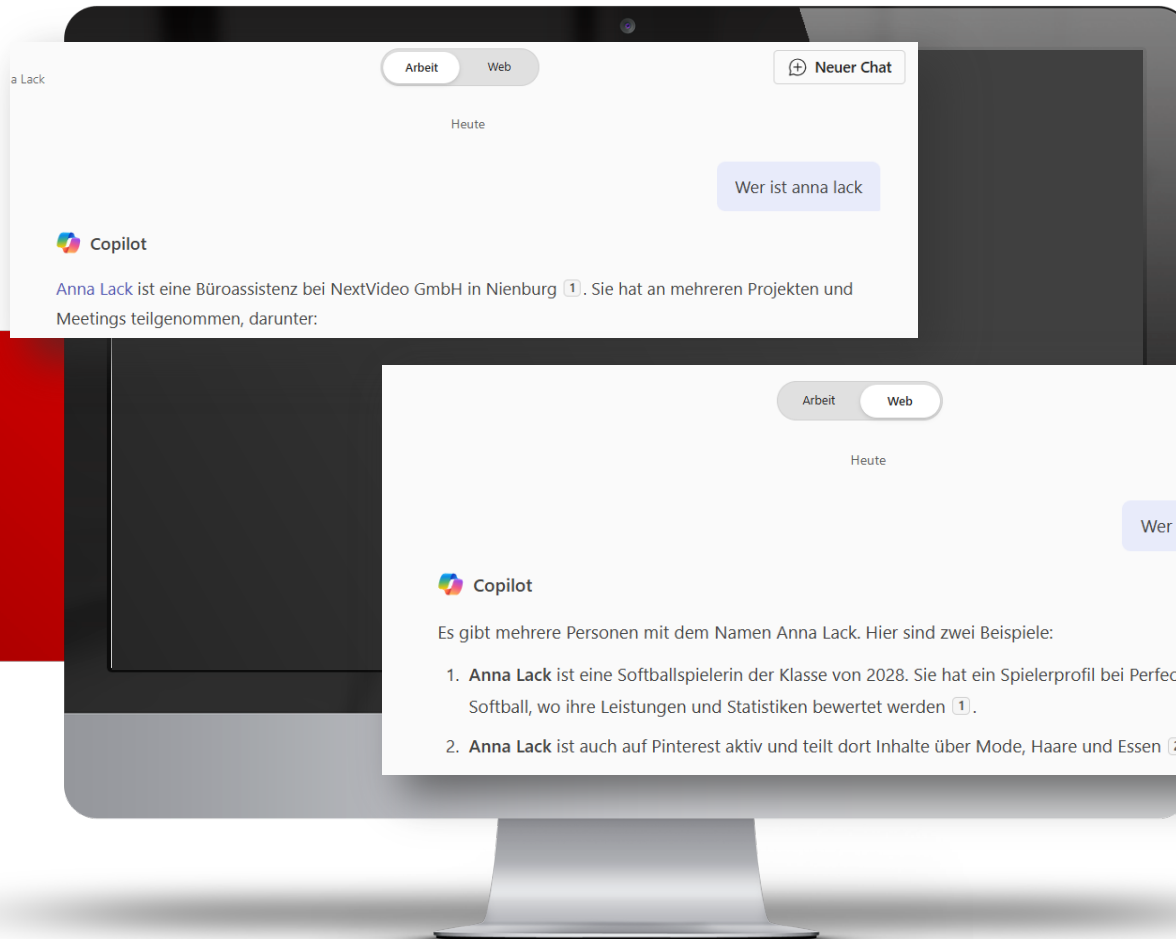 a Lack
Arbeit Web
Neuer Chat
Heute
Wer ist anna lack
Copilot
Anna Lack ist eine Büroassistenz bei NextVideo GmbH in Nienburg 1. Sie hat an mehreren Projekten und
Meetings teilgenommen, darunter:
Arbeit Web
Heute
Wer
Copilot
Es gibt mehrere Personen mit dem Namen Anna Lack. Hier sind zwei Beispiele:
1. Anna Lack ist eine Softballspielerin der Klasse von 2028. Sie hat ein Spielerprofil bei Perfec
Softball, wo ihre Leistungen und Statistiken bewertet werden 1.
2. Anna Lack ist auch auf Pinterest aktiv und teilt dort Inhalte über Mode, Haare und Essen 2